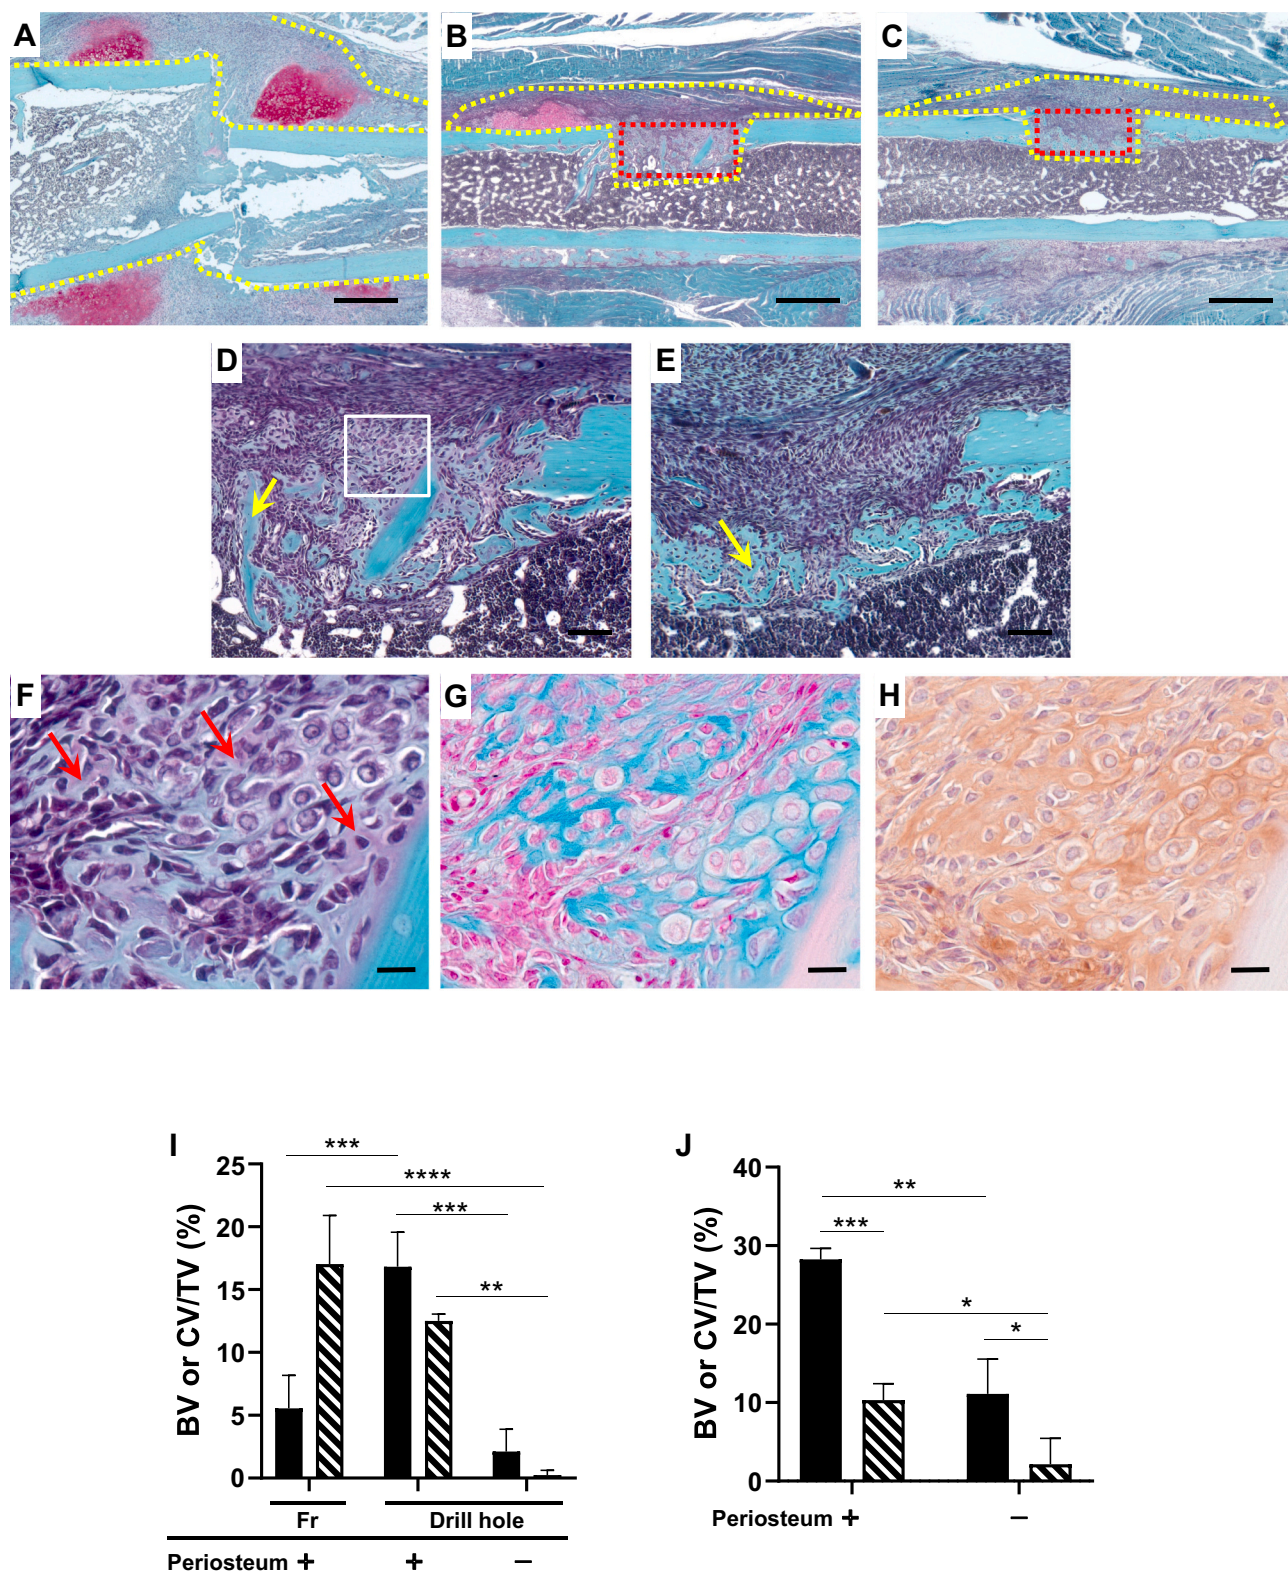 A
B
C
D
E
F
G
H
I
BV or CV/TV (%)
25
20
15
10
5
0
***
****
***
**
Fr
Drill hole
Periosteum + + −
J
BV or CV/TV (%)
40
30
20
10
0
**
***
*
*
Periosteum + −